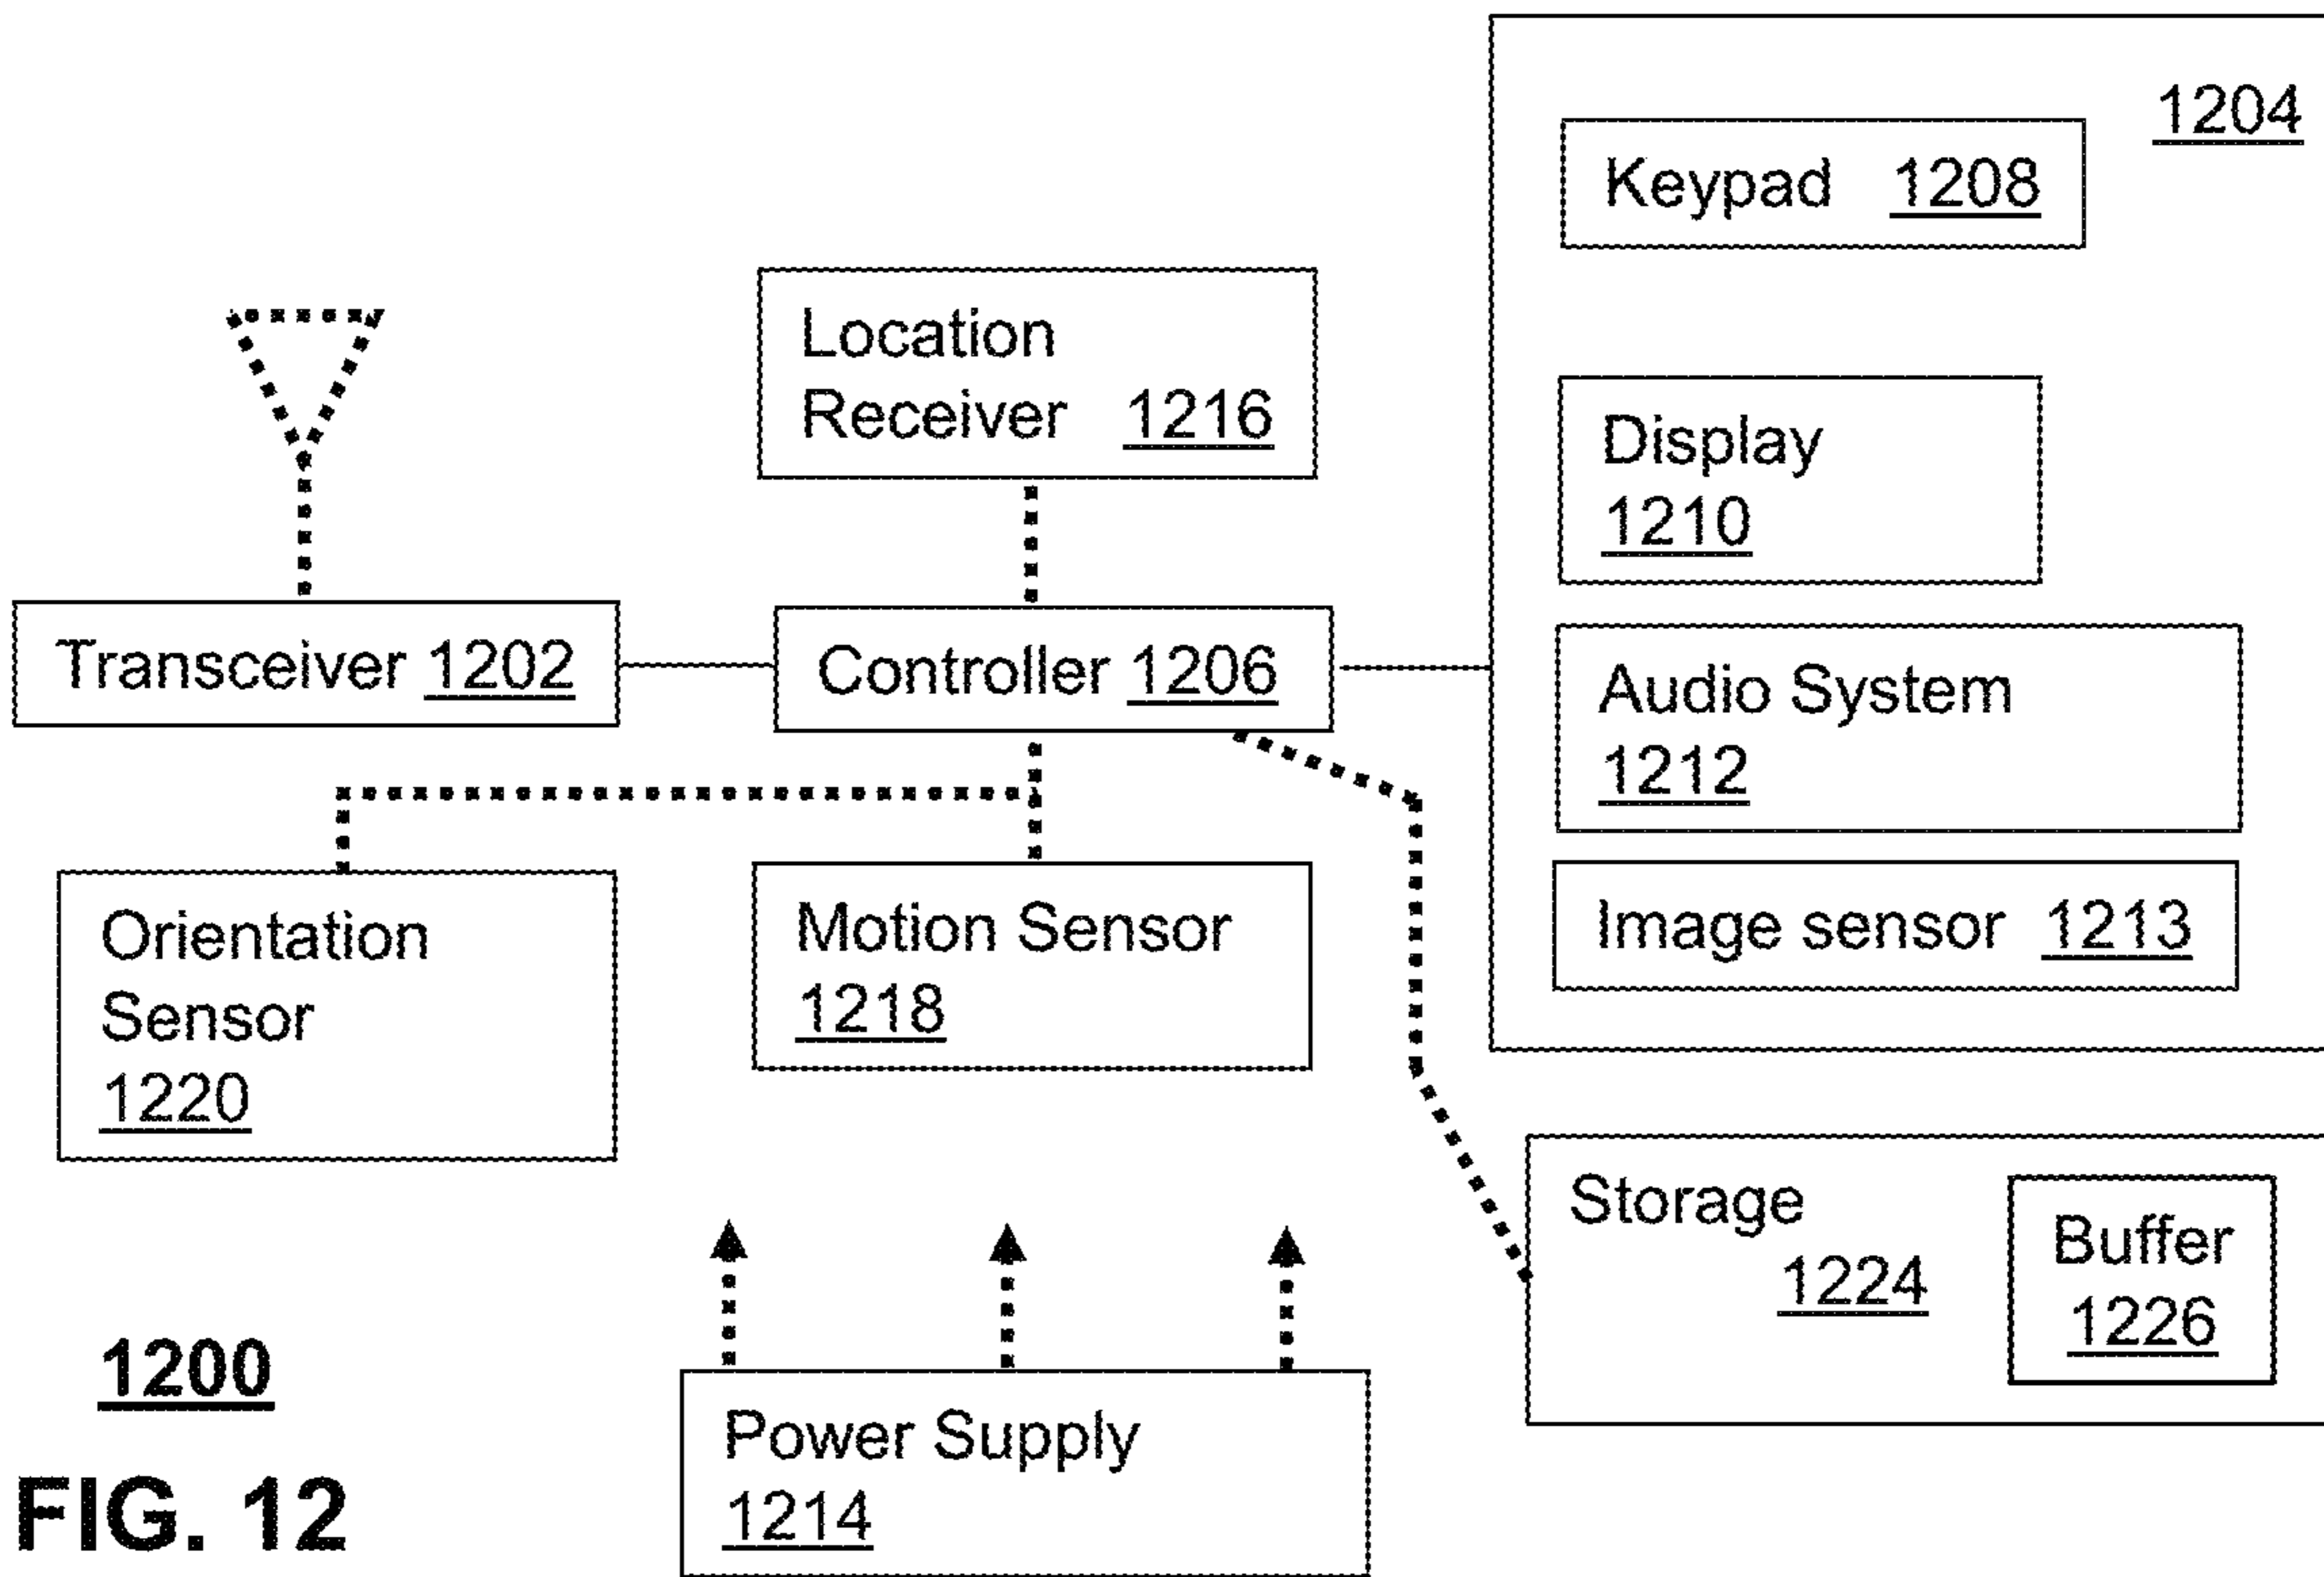 1204
Keypad 1208
Location
Receiver 1216
Display
1210
Transceiver 1202
Controller 1206
Audio System
1212
Image sensor 1213
Orientation
Sensor
1220
Motion Sensor
1218
Storage
1224
Buffer
1226
Power Supply
1214
1200
FIG. 12